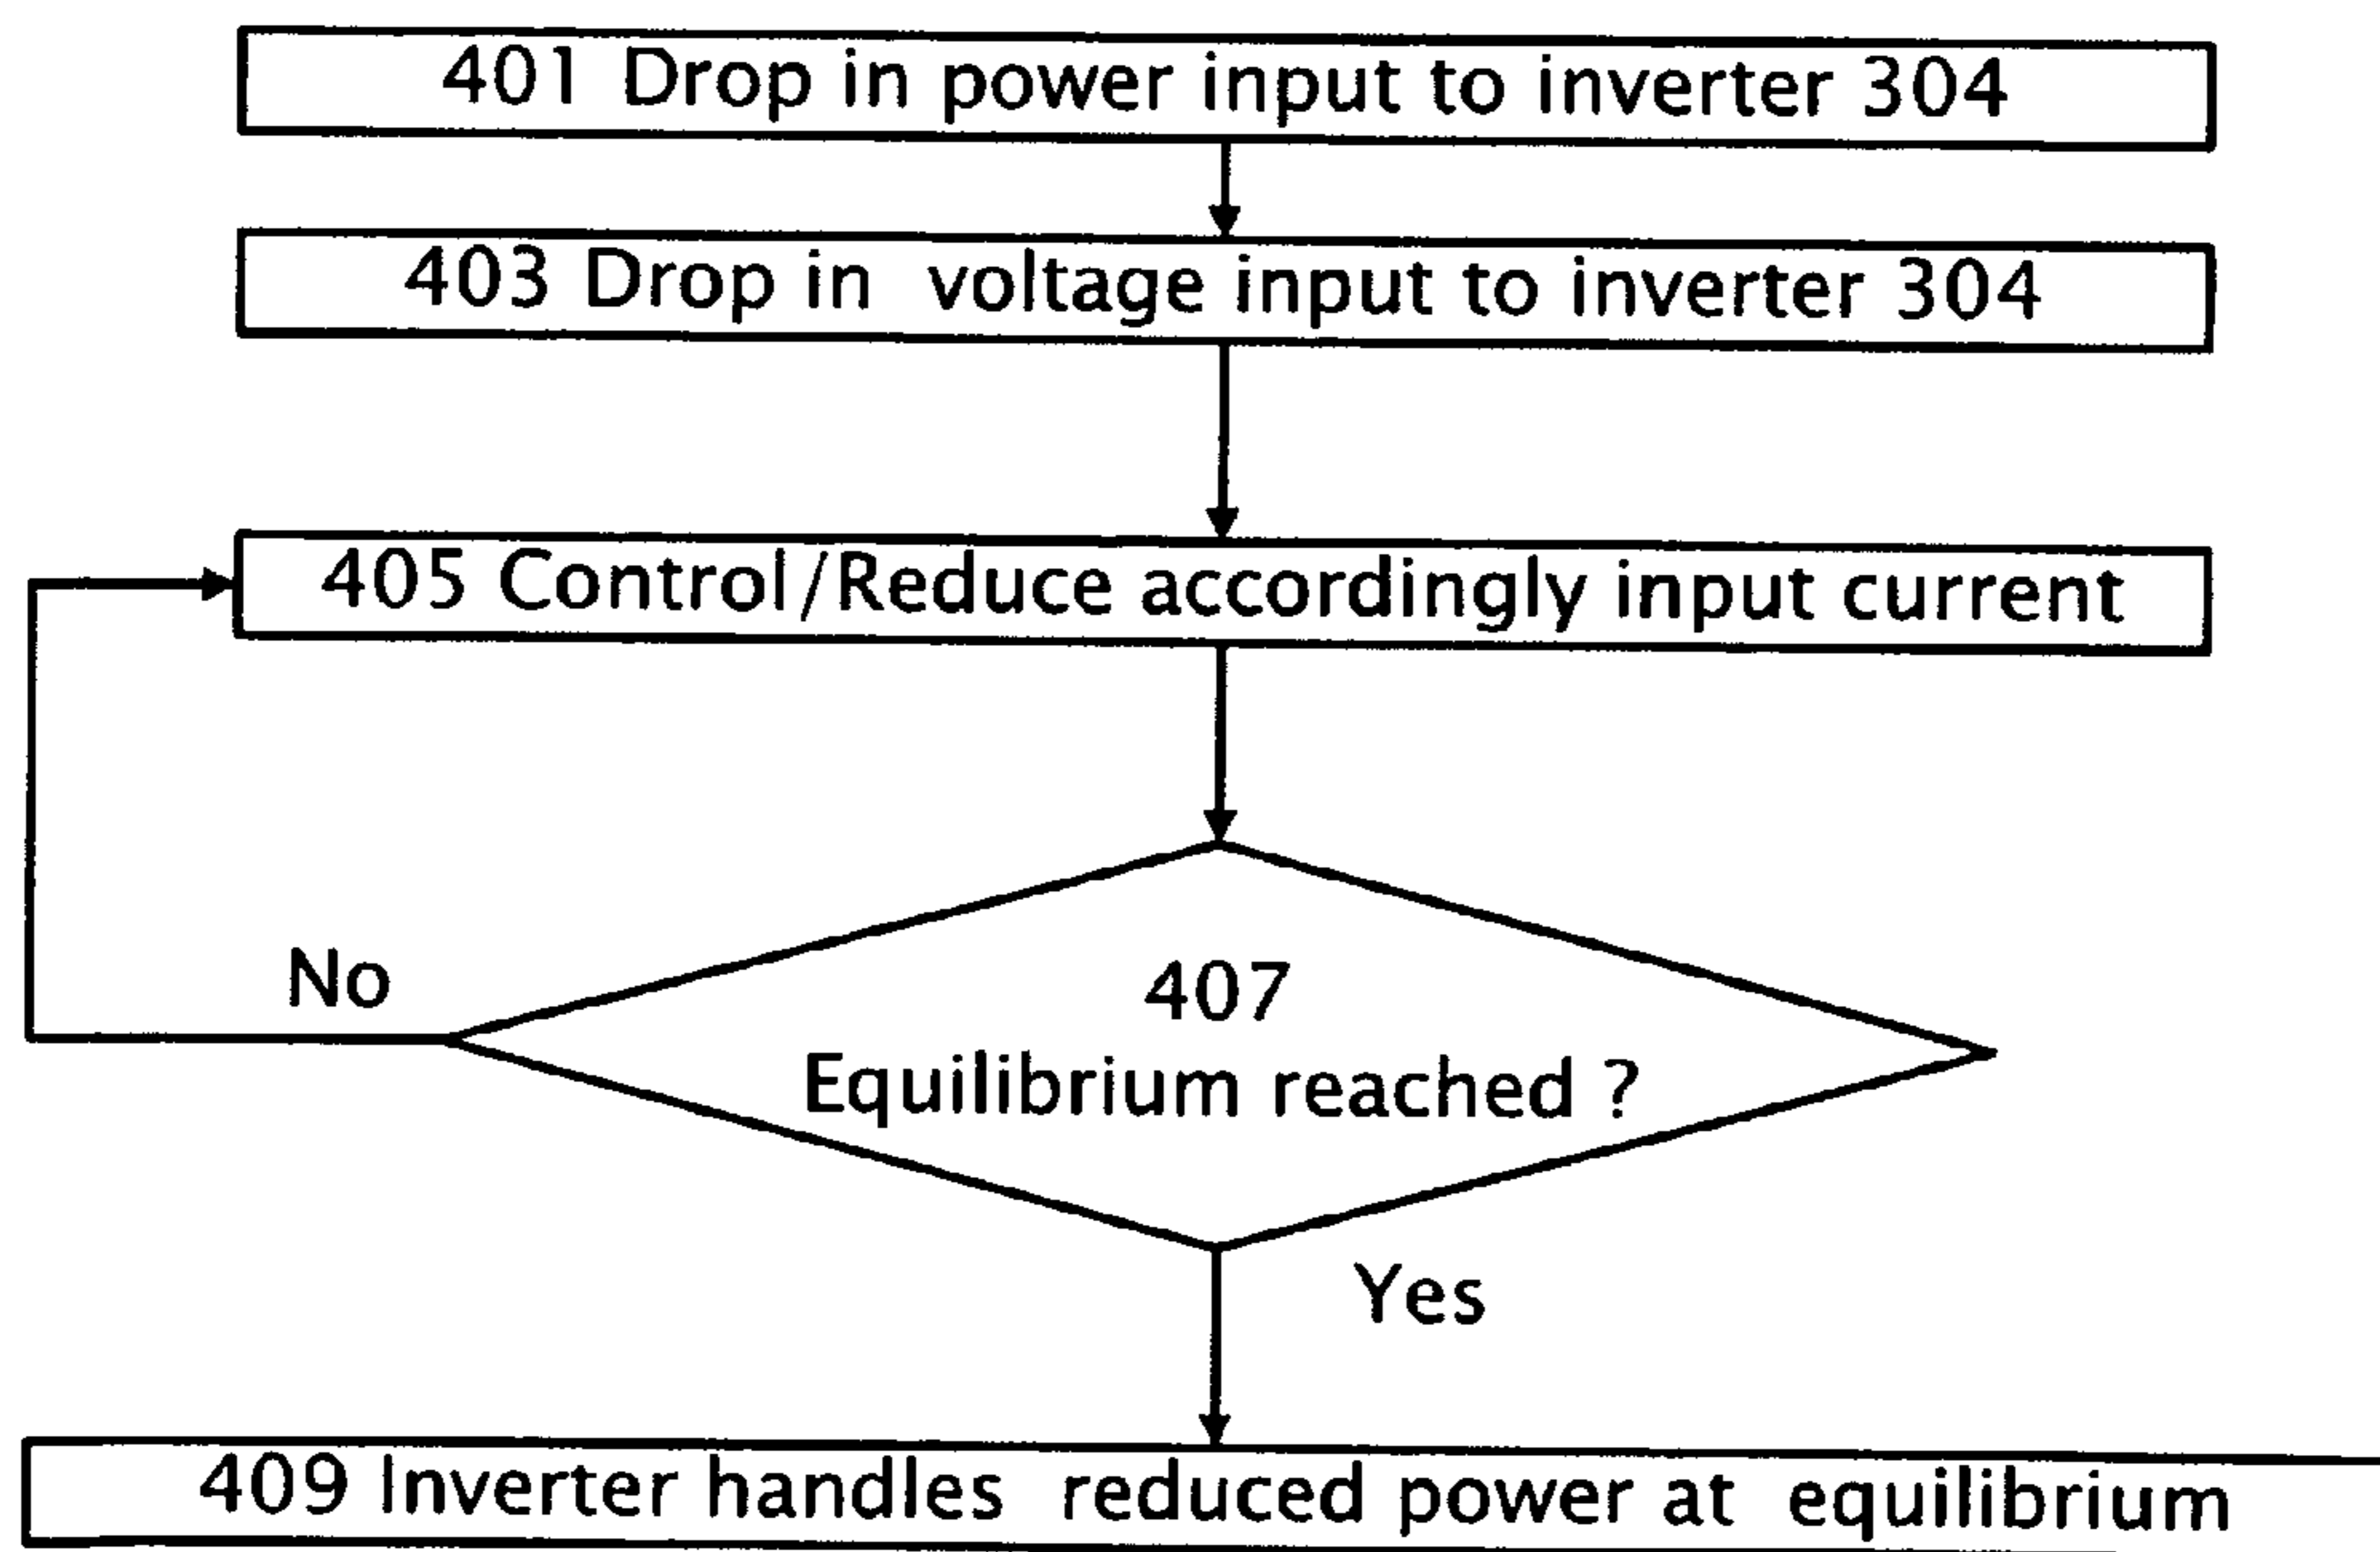 401 Drop in power input to inverter 304
403 Drop in voltage input to inverter 304
405 Control/Reduce accordingly input current
No
407
Equilibrium reached ?
Yes
409 Inverter handles reduced power at equilibrium